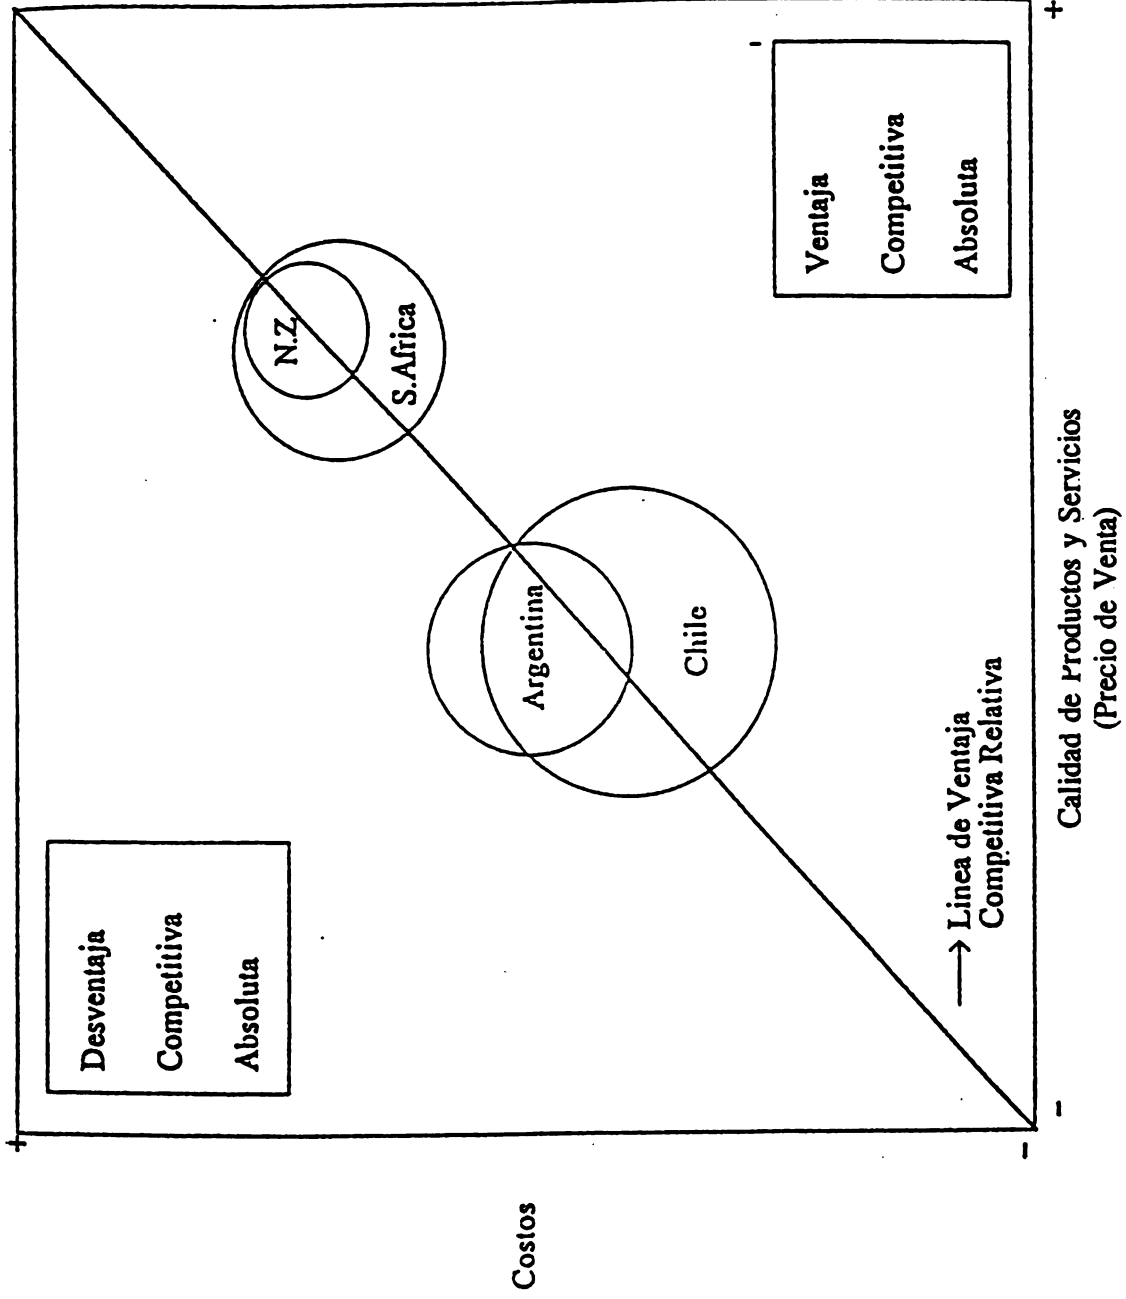 +
Costos
-
Desventaja
Competitiva
Absoluta
N.Z.
S.Africa
Argentina
Chile
Ventaja
Competitiva
Absoluta
→ Linea de Ventaja
Competitiva Relativa
-
+
Calidad de Productos y Servicios
(Precio de Venta)